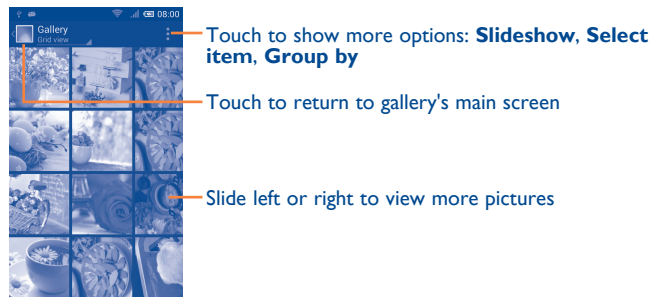 08:00
Gallery
Grid view
Touch to show more options: Slideshow, Select
item, Group by
Touch to return to gallery's main screen
Slide left or right to view more pictures